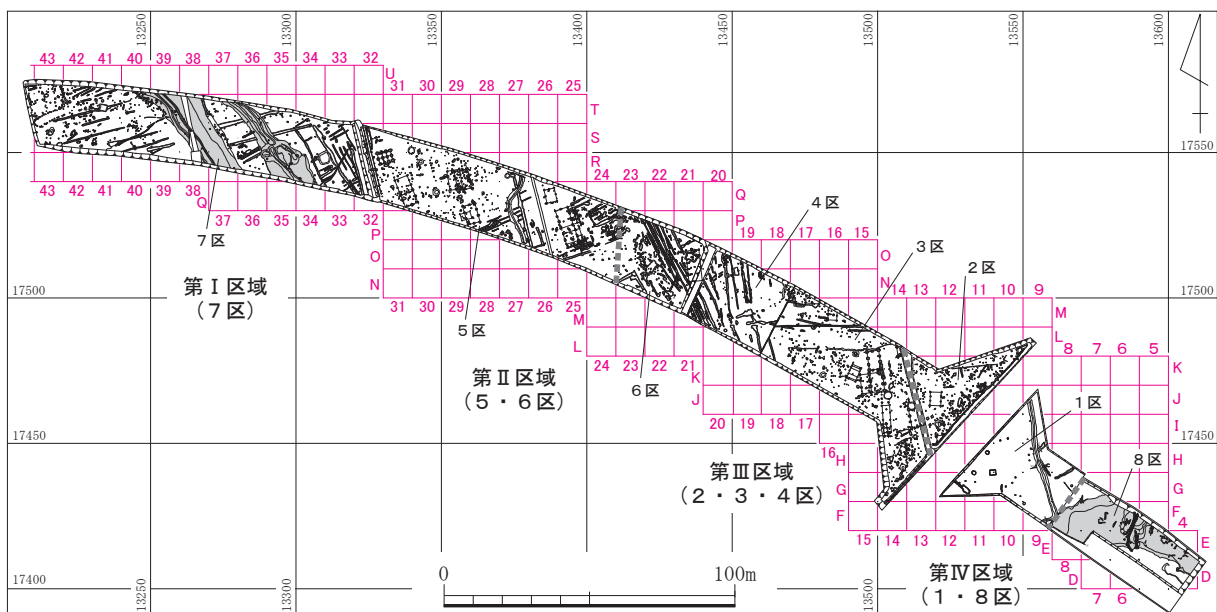 13250
13300
13350
13400
13450
13500
13550
13600
43 42 41 40 39 38 37 36 35 34 33 32
U
31 30 29 28 27 26 25
T
S
R
17550
43 42 41 40 39 38
Q
37 36 35 34 33 32
24 23 22 21 20
Q
P
7区
P
O
N
4区
19 18 17 16 15
O
N
3区
2区
第Ⅰ区域
(7区)
17500
17500
31 30 29 28 27 26 25
5区
14 13 12 11 10 9
M
L
M
L
24 23 22 21
6区
8 7 6 5
K
J
I
H
G
F
第Ⅱ区域
(5・6区)
K
J
20 19 18 17
1区
17450
17450
16
H
G
F
8区
第Ⅲ区域
(2・3・4区)
4
E
D
15 14 13 12 11 10 9
E
8
D
7 6
第Ⅳ区域
(1・8区)
17400
13250
13300
0
100m
13500